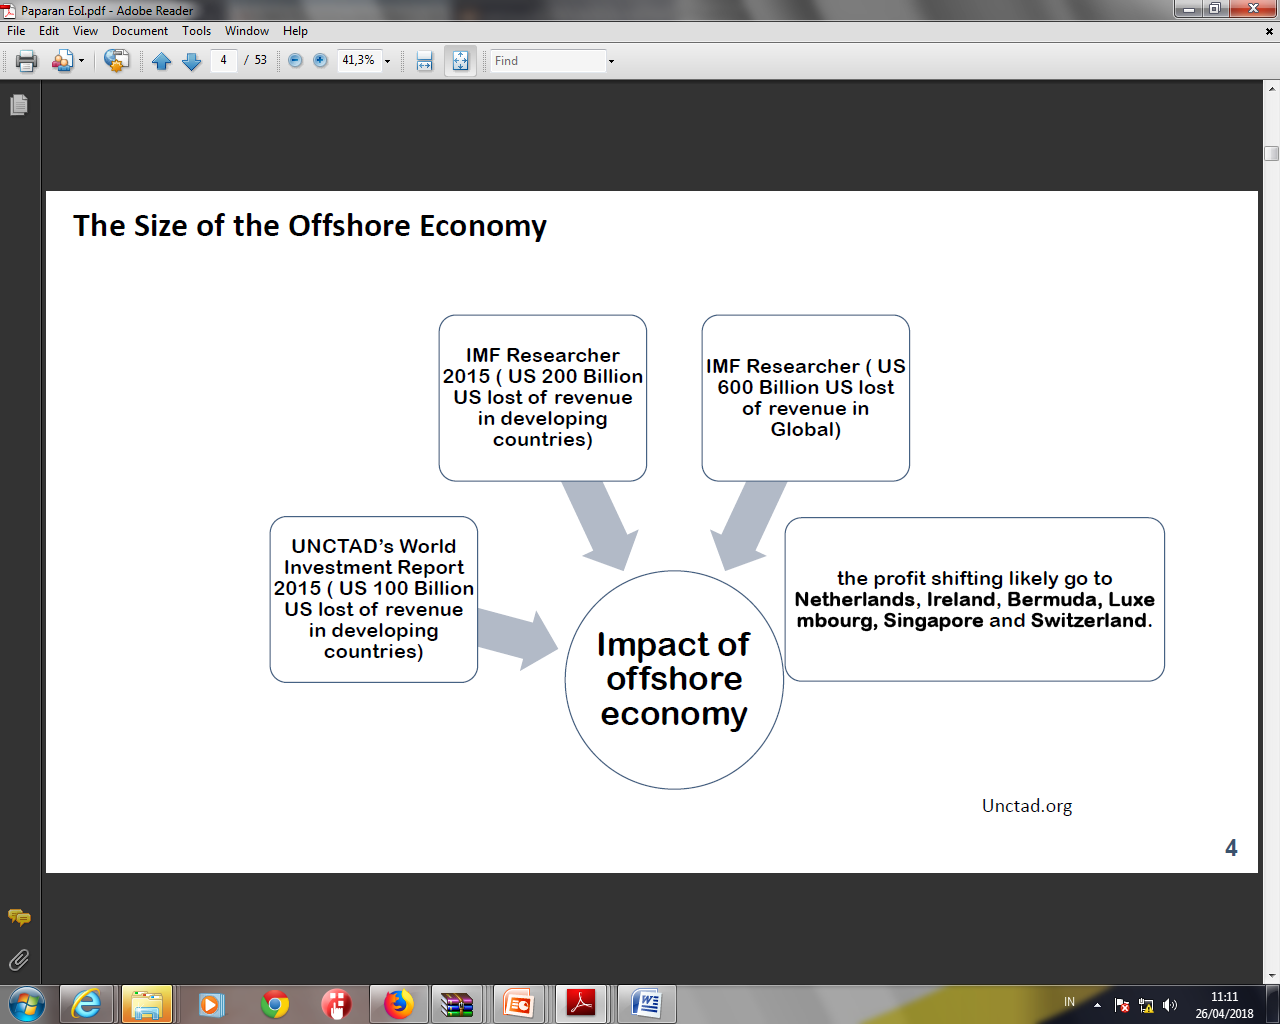 Paparan EoI.pdf - Adobe Reader
File Edit View Document Tools Window Help
4 / 53 41,3% Find
The Size of the Offshore Economy
IMF Researcher
2015 ( US 200 Billion
US lost of revenue
in developing
countries)
IMF Researcher ( US
600 Billion US lost
of revenue in
Global)
UNCTAD’s World
Investment Report
2015 ( US 100 Billion
US lost of revenue
in developing
countries)
the profit shifting likely go to
Netherlands, Ireland, Bermuda, Luxe
mbourg, Singapore and Switzerland.
Impact of
offshore
economy
Unctad.org
4
IN
11:11
26/04/2018